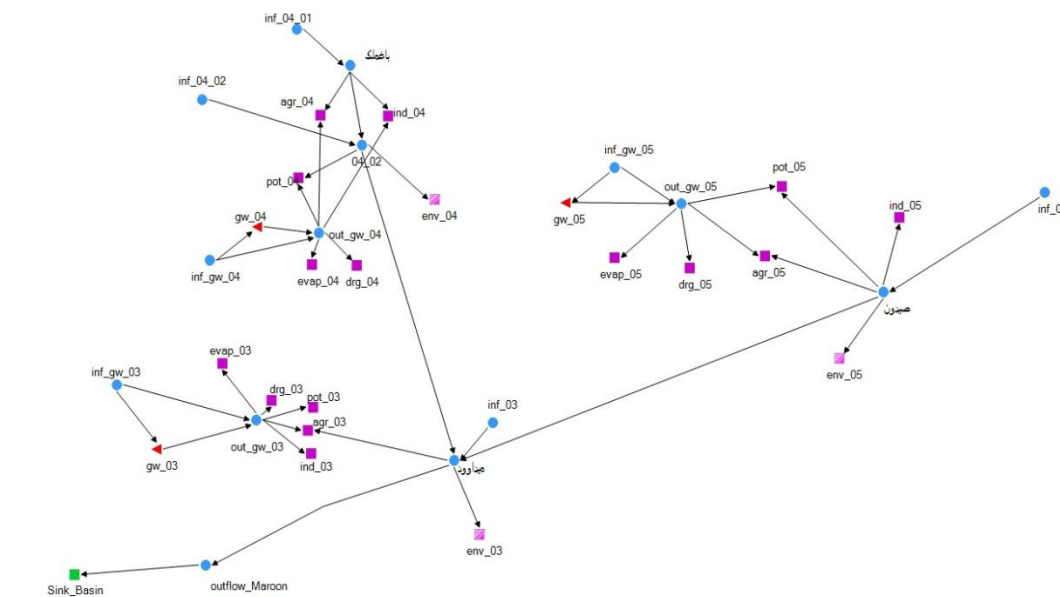 inf_04_01
باغملک
inf_04_02
agr_04
ind_04
04_02
pot_04
env_04
gw_04
out_gw_04
inf_gw_04
evap_04
drg_04
inf_gw_05
pot_05
out_gw_05
ind_05
gw_05
inf_0
evap_05
drg_05
agr_05
صیدون
env_05
evap_03
inf_gw_03
drg_03
pot_03
inf_03
agr_03
out_gw_03
ind_03
gw_03
میداوود
env_03
Sink_Basin
outflow_Maroon